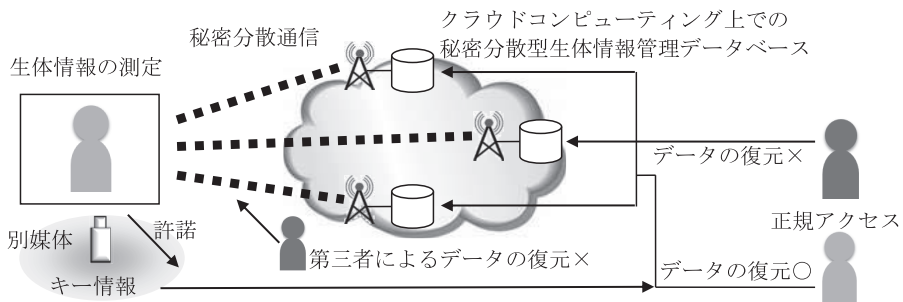 クラウドコンピューティング上での
秘密分散型生体情報管理データベース
秘密分散通信
生体情報の測定
データの復元×
正規アクセス
別媒体
許諾
キー情報
第三者によるデータの復元×
データの復元○